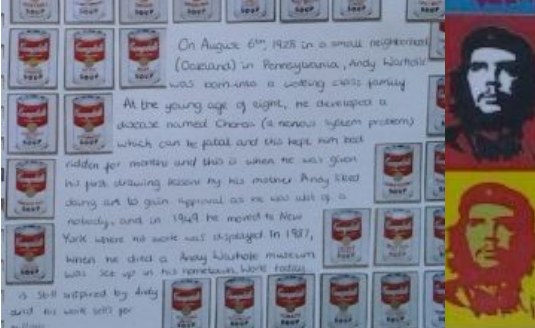 On August 6th, 1928 in a small neighborhood
(Oakland) in Pennsylvania, Andy Warhola
was born into a working class family
At the young age of eight, he developed a
disease named Chorea (a nervous system problem)
which can be fatal and this kept him bed
ridden for months and this is when he was given
his first drawing lessons by his mother Andy liked
doing art to gain approval as he was abit of a
nobody, and in 1949 he moved to New
York where his work was displayed. In 1987,
when he died a Andy Warhola museum
was set up in his hometown. Work today
is still inspired by Andy
and his work sells for